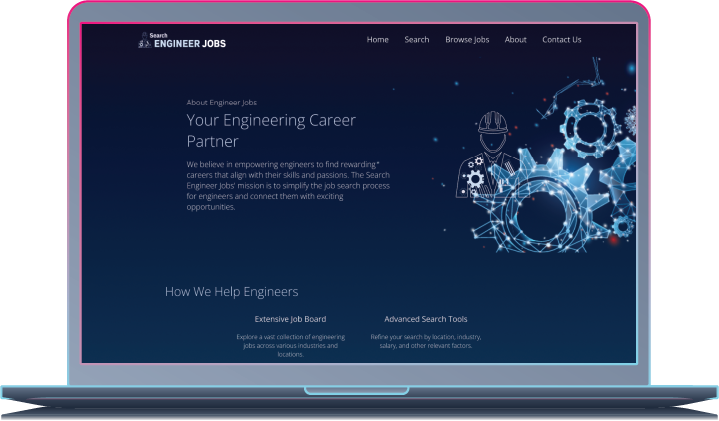 Search
ENGINEER JOBS
Home Search Browse Jobs About Contact Us
About Engineer Jobs
Your Engineering Career
Partner
We believe in empowering engineers to find rewarding
careers that align with their skills and passions. The Search
Engineer Jobs' mission is to simplify the job search process
for engineers and connect them with exciting
opportunities.
How We Help Engineers
Extensive Job Board
Explore a vast collection of engineering
jobs across various industries and
locations.
Advanced Search Tools
Refine your search by location, industry,
salary, and other relevant factors.